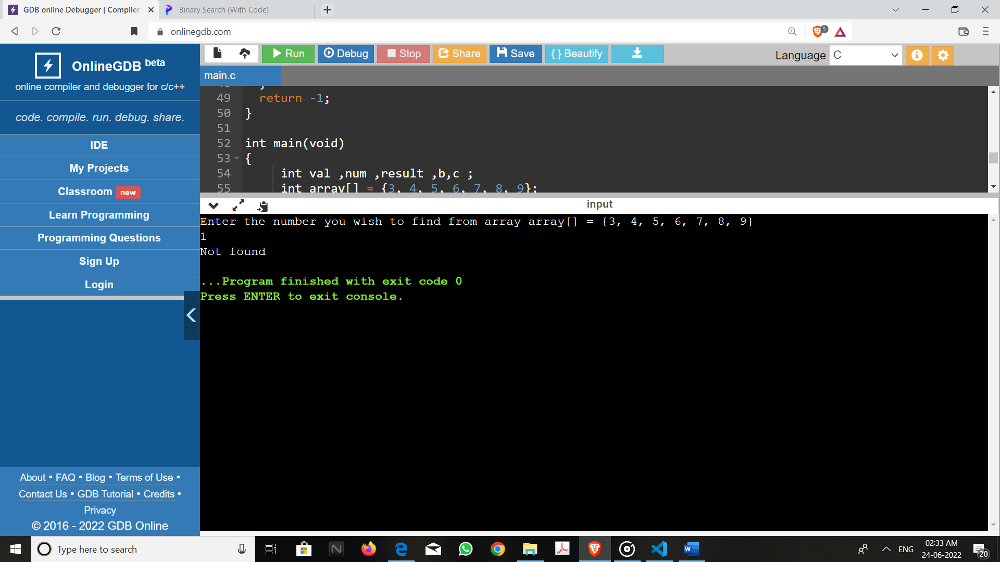 GDB online Debugger | Compiler
Binary Search (With Code)
onlinegdb.com
5
OnlineGDB beta
online compiler and debugger for c/c++
code. compile. run. debug. share.
IDE
My Projects
Classroom new
Learn Programming
Programming Questions
Sign Up
Login
About • FAQ • Blog • Terms of Use •
Contact Us • GDB Tutorial • Credits •
Privacy
© 2016 - 2022 GDB Online
Run
Debug
Stop
Share
Save
{ } Beautify
Language C
main.c
49 return -1;
50 }
51
52 int main(void)
53 {
54 int val ,num ,result ,b,c ;
55 int array[] = {3, 4, 5, 6, 7, 8, 9};
input
Enter the number you wish to find from array array[] = {3, 4, 5, 6, 7, 8, 9}
1
Not found
...Program finished with exit code 0
Press ENTER to exit console.
Type here to search
ENG
02:33 AM
24-06-2022
20